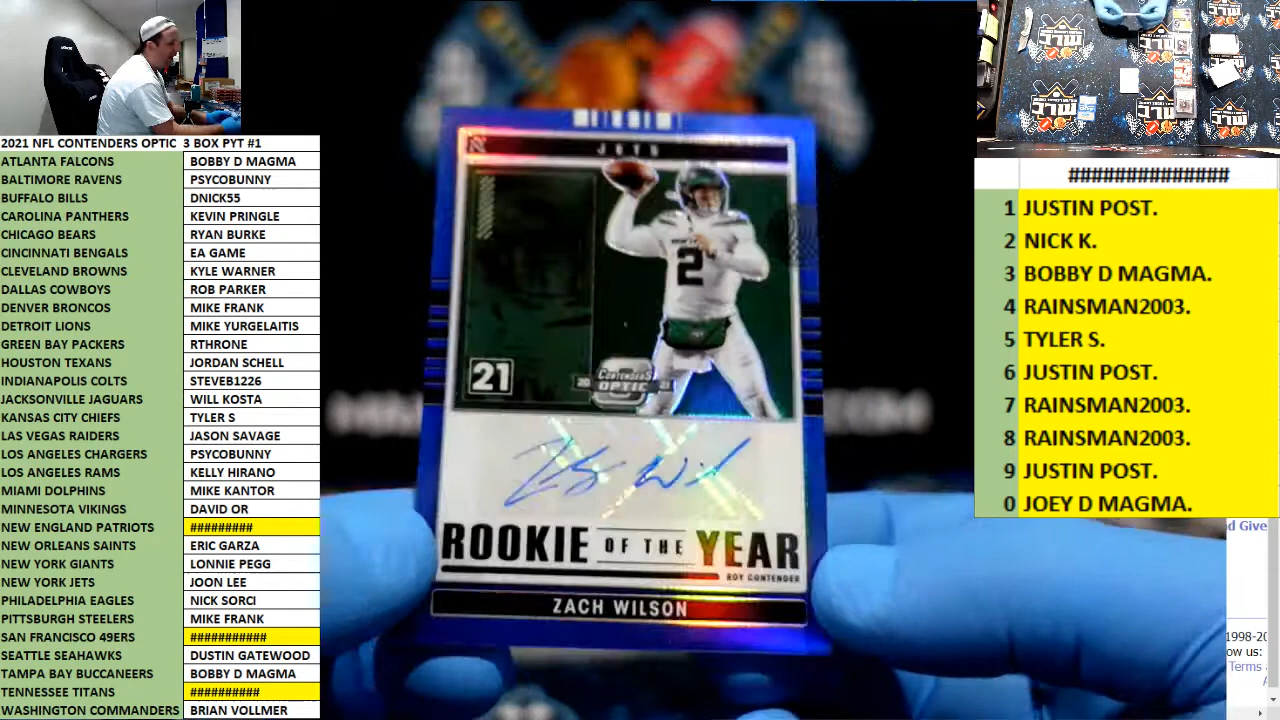 2021 NFL CONTENDERS OPTIC 3 BOX PYT #1
ATLANTA FALCONS BOBBY D MAGMA
BALTIMORE RAVENS PSYCOBUNNY
BUFFALO BILLS DNICK55
CAROLINA PANTHERS KEVIN PRINGLE
CHICAGO BEARS RYAN BURKE
CINCINNATI BENGALS EA GAME
CLEVELAND BROWNS KYLE WARNER
DALLAS COWBOYS ROB PARKER
DENVER BRONCOS MIKE FRANK
DETROIT LIONS MIKE YURGELAITIS
GREEN BAY PACKERS RTHRONE
HOUSTON TEXANS JORDAN SCHELL
INDIANAPOLIS COLTS STEVEB1226
JACKSONVILLE JAGUARS WILL KOSTA
KANSAS CITY CHIEFS TYLER S
LAS VEGAS RAIDERS JASON SAVAGE
LOS ANGELES CHARGERS PSYCOBUNNY
LOS ANGELES RAMS KELLY HIRANO
MIAMI DOLPHINS MIKE KANTOR
MINNESOTA VIKINGS DAVID OR
NEW ENGLAND PATRIOTS #########
NEW ORLEANS SAINTS ERIC GARZA
NEW YORK GIANTS LONNIE PEGG
NEW YORK JETS JOON LEE
PHILADELPHIA EAGLES NICK SORCI
PITTSBURGH STEELERS MIKE FRANK
SAN FRANCISCO 49ERS ###########
SEATTLE SEAHAWKS DUSTIN GATEWOOD
TAMPA BAY BUCCANEERS BOBBY D MAGMA
TENNESSEE TITANS ##########
WASHINGTON COMMANDERS BRIAN VOLLMER
JETS
2
21
CONTENDERS
OPTIC
ROOKIE OF THE YEAR
ROY CONTENDER
ZACH WILSON
##############
1 JUSTIN POST.
2 NICK K.
3 BOBBY D MAGMA.
4 RAINSMAN2003.
5 TYLER S.
6 JUSTIN POST.
7 RAINSMAN2003.
8 RAINSMAN2003.
9 JUSTIN POST.
0 JOEY D MAGMA.
d Give
1998-20
ow us:
Terms